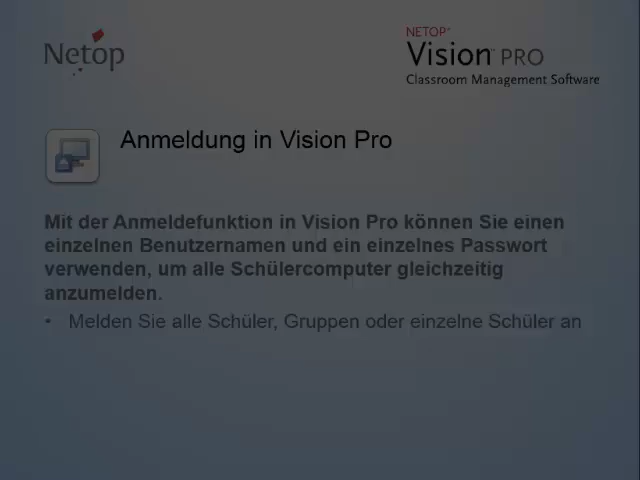 Netop
NETOP
Vision PRO
Classroom Management Software
Anmeldung in Vision Pro
Mit der Anmeldefunktion in Vision Pro können Sie einen
einzelnen Benutzernamen und ein einzelnes Passwort
verwenden, um alle Schülercomputer gleichzeitig
anzumelden.
• Melden Sie alle Schüler, Gruppen oder einzelne Schüler an